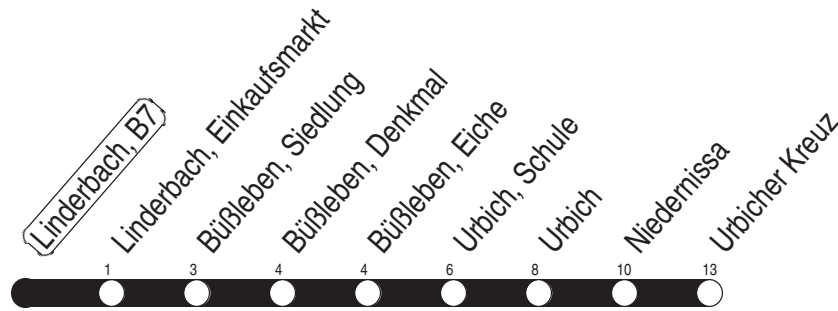 Linderbach, B7
Linderbach, Einkaufsmarkt
Büßleben, Siedlung
Büßleben, Denkmal
Büßleben, Eiche
Urbich, Schule
Urbich
Niedernissa
Urbicher Kreuz
1 3 4 4 6 8 10 13